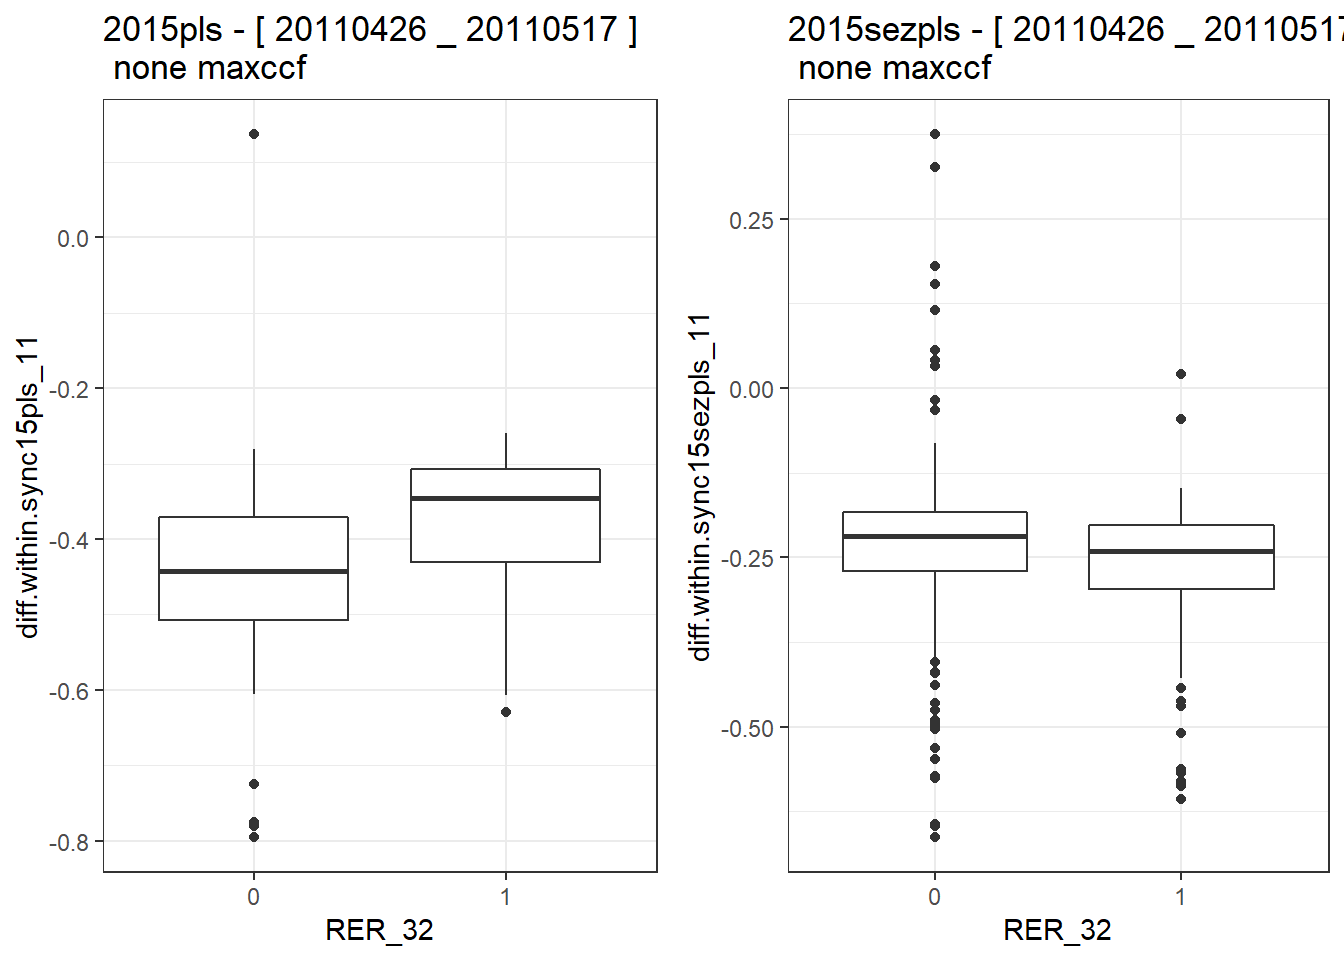 2015pls - [ 20110426 _ 20110517 ]
none maxccf
0.0
-0.2
-0.4
-0.6
-0.8
diff.within.sync15pls_11
0
1
RER_32
2015sezpls - [ 20110426 _ 20110517
none maxccf
0.25
0.00
-0.25
-0.50
diff.within.sync15sezpls_11
0
1
RER_32